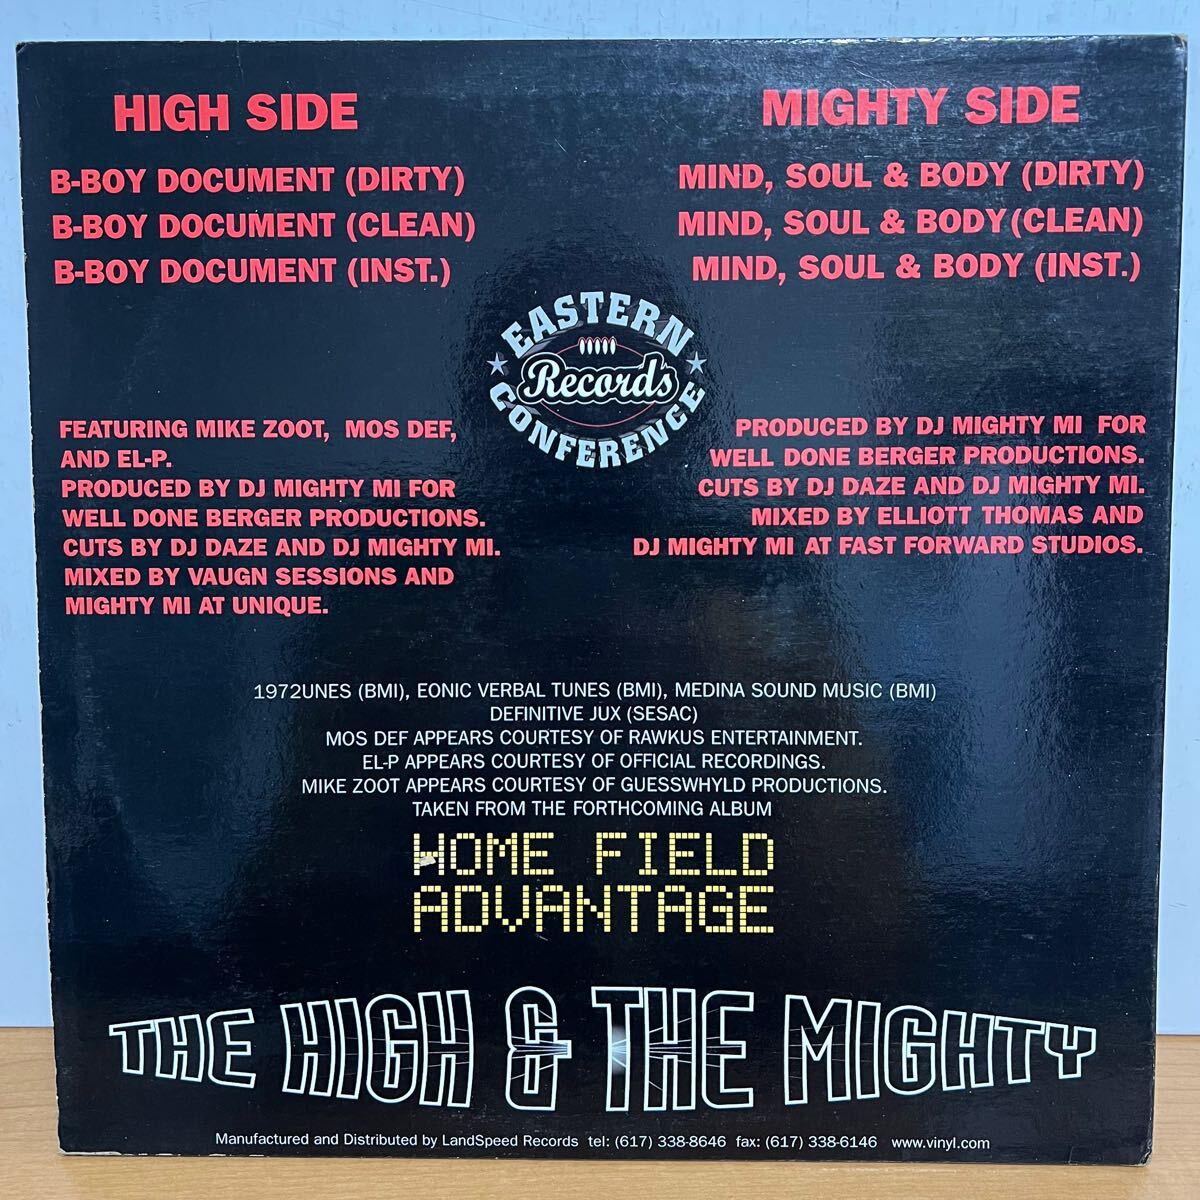 HIGH SIDE
B-BOY DOCUMENT (DIRTY)
B-BOY DOCUMENT (CLEAN)
B-BOY DOCUMENT (INST.)
MIGHTY SIDE
MIND, SOUL & BODY (DIRTY)
MIND, SOUL & BODY (CLEAN)
MIND, SOUL & BODY (INST.)
EASTERN
Records
CONFERENCE
FEATURING MIKE ZOOT, MOS DEF,
AND EL-P.
PRODUCED BY DJ MIGHTY MI FOR
WELL DONE BERGER PRODUCTIONS.
CUTS BY DJ DAZE AND DJ MIGHTY MI.
MIXED BY VAUGN SESSIONS AND
MIGHTY MI AT UNIQUE.
PRODUCED BY DJ MIGHTY MI FOR
WELL DONE BERGER PRODUCTIONS.
CUTS BY DJ DAZE AND DJ MIGHTY MI.
MIXED BY ELLIOTT THOMAS AND
DJ MIGHTY MI AT FAST FORWARD STUDIOS.
1972UNES (BMI), EONIC VERBAL TUNES (BMI), MEDINA SOUND MUSIC (BMI)
DEFINITIVE JUX (SESAC)
MOS DEF APPEARS COURTESY OF RAWKUS ENTERTAINMENT.
EL-P APPEARS COURTESY OF OFFICIAL RECORDINGS.
MIKE ZOOT APPEARS COURTESY OF GUESSWHYLD PRODUCTIONS.
TAKEN FROM THE FORTHCOMING ALBUM
HOME FIELD
ADVANTAGE
THE HIGH & THE MIGHTY
Manufactured and Distributed by LandSpeed Records tel: (617) 338-8646 fax: (617) 338-6146 www.vinyl.com